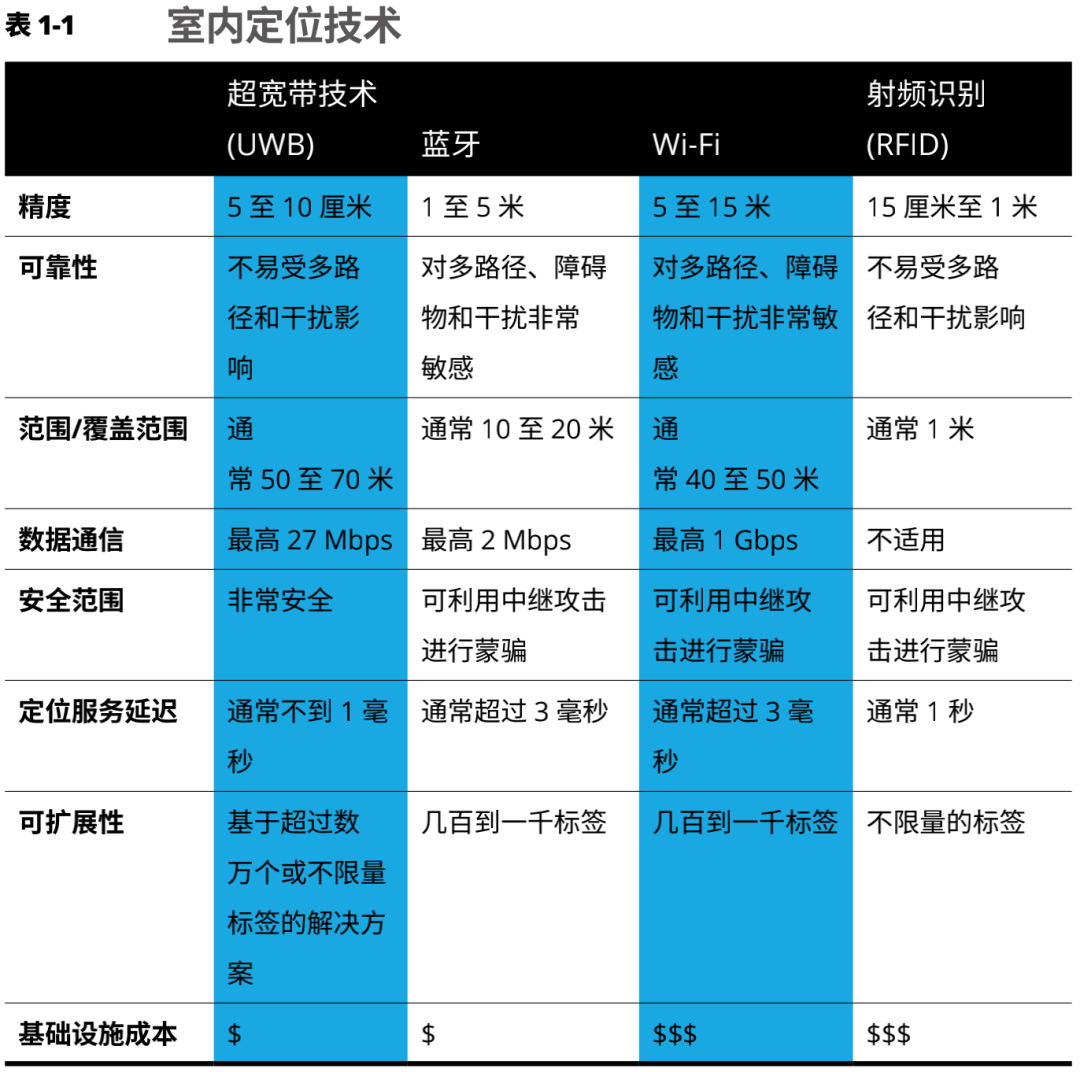 表 1-1 室内定位技术
超宽带技术 射频识别
(UWB) 蓝牙 Wi-Fi (RFID)
精度 5 至 10 厘米 1 至 5 米 5 至 15 米 15 厘米至 1 米
可靠性 不易受多路 对多路径、障碍 对多路径、障碍 不易受多路
径和干扰影 物和干扰非常 物和干扰非常敏 径和干扰影响
响 敏感 感
范围/覆盖范围 通 通常 10 至 20 米 通 通常 1 米
常 50 至 70 米 常 40 至 50 米
数据通信 最高 27 Mbps 最高 2 Mbps 最高 1 Gbps 不适用
安全范围 非常安全 可利用中继攻击 可利用中继攻 可利用中继攻
进行蒙骗 击进行蒙骗 击进行蒙骗
定位服务延迟 通常不到 1 毫 通常超过 3 毫秒 通常超过 3 毫 通常 1 秒
秒 秒
可扩展性 基于超过数 几百到一千标签 几百到一千标签 不限量的标签
万个或不限量
标签的解决方
案
基础设施成本 $ $ $$$ $$$